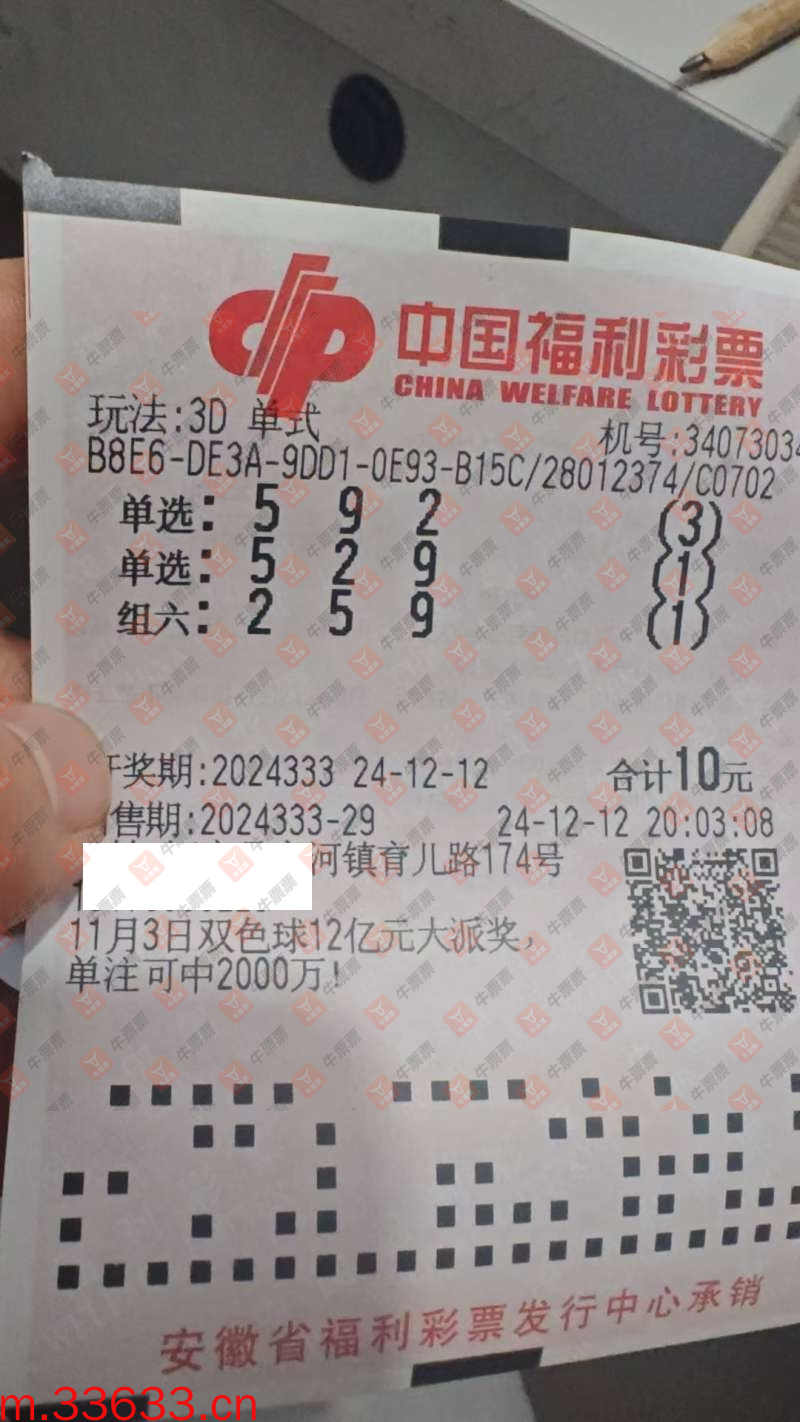 中国福利彩票
CHINA WELFARE LOTTERY
玩法:3D 单式
机号:34073034
B8E6-DE3A-9DD1-0E93-B15C/28012374/C0702
单选: 5 9 2 (3)
单选: 5 2 9 (1)
组六: 2 5 9 (1)
开奖期:2024333 24-12-12 合计10元
销售期:2024333-29 24-12-12 20:03:08
河镇育儿路174号
11月3日双色球12亿元大派奖,
单注可中2000万!
安徽省福利彩票发行中心承销
m.33633.cn
牛票票